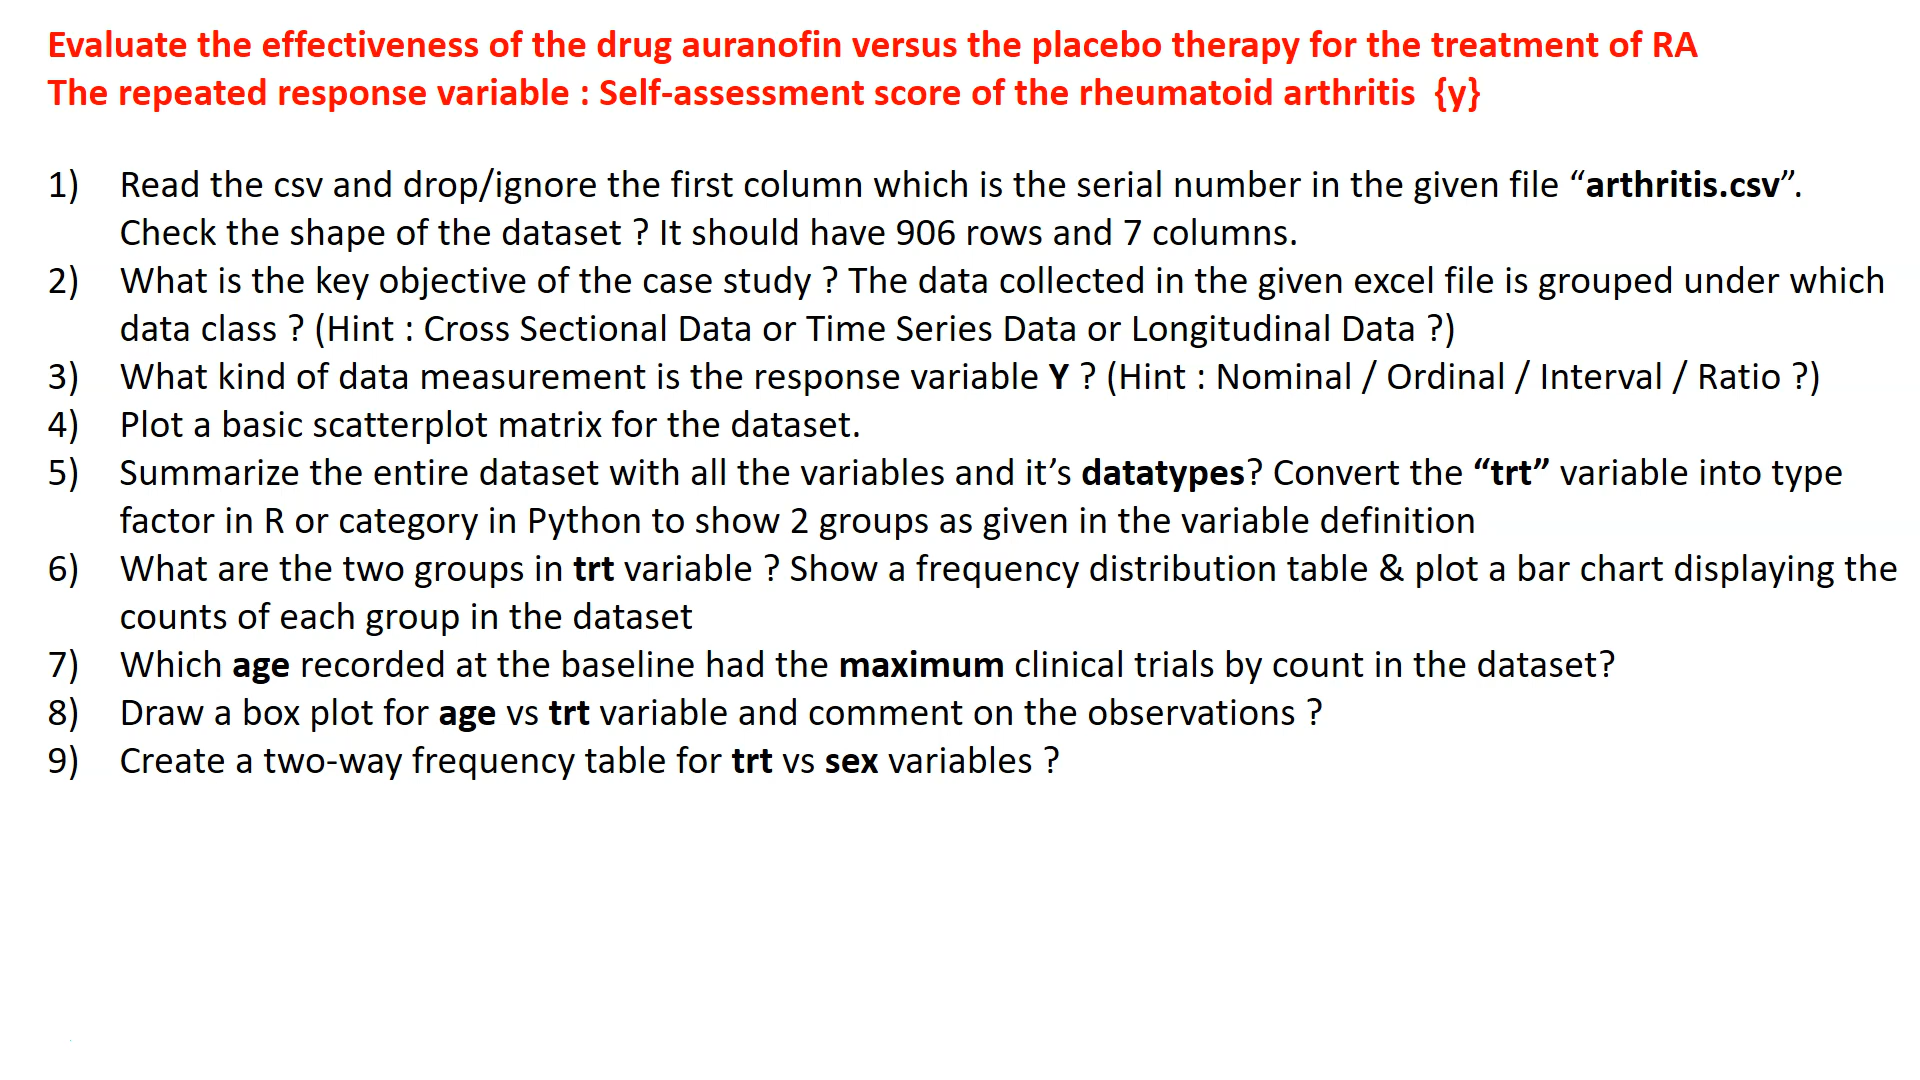 Evaluate the effectiveness of the drug auranofin versus the placebo therapy for the treatment of RA
The repeated response variable : Self-assessment score of the rheumatoid arthritis {y}
1) Read the csv and drop/ignore the first column which is the serial number in the given file “arthritis.csv”.
Check the shape of the dataset ? It should have 906 rows and 7 columns.
2) What is the key objective of the case study ? The data collected in the given excel file is grouped under which
data class ? (Hint : Cross Sectional Data or Time Series Data or Longitudinal Data ?)
3) What kind of data measurement is the response variable Y ? (Hint : Nominal / Ordinal / Interval / Ratio ?)
4) Plot a basic scatterplot matrix for the dataset.
5) Summarize the entire dataset with all the variables and it’s datatypes? Convert the “trt” variable into type
factor in R or category in Python to show 2 groups as given in the variable definition
6) What are the two groups in trt variable ? Show a frequency distribution table & plot a bar chart displaying the
counts of each group in the dataset
7) Which age recorded at the baseline had the maximum clinical trials by count in the dataset?
8) Draw a box plot for age vs trt variable and comment on the observations ?
9) Create a two-way frequency table for trt vs sex variables ?